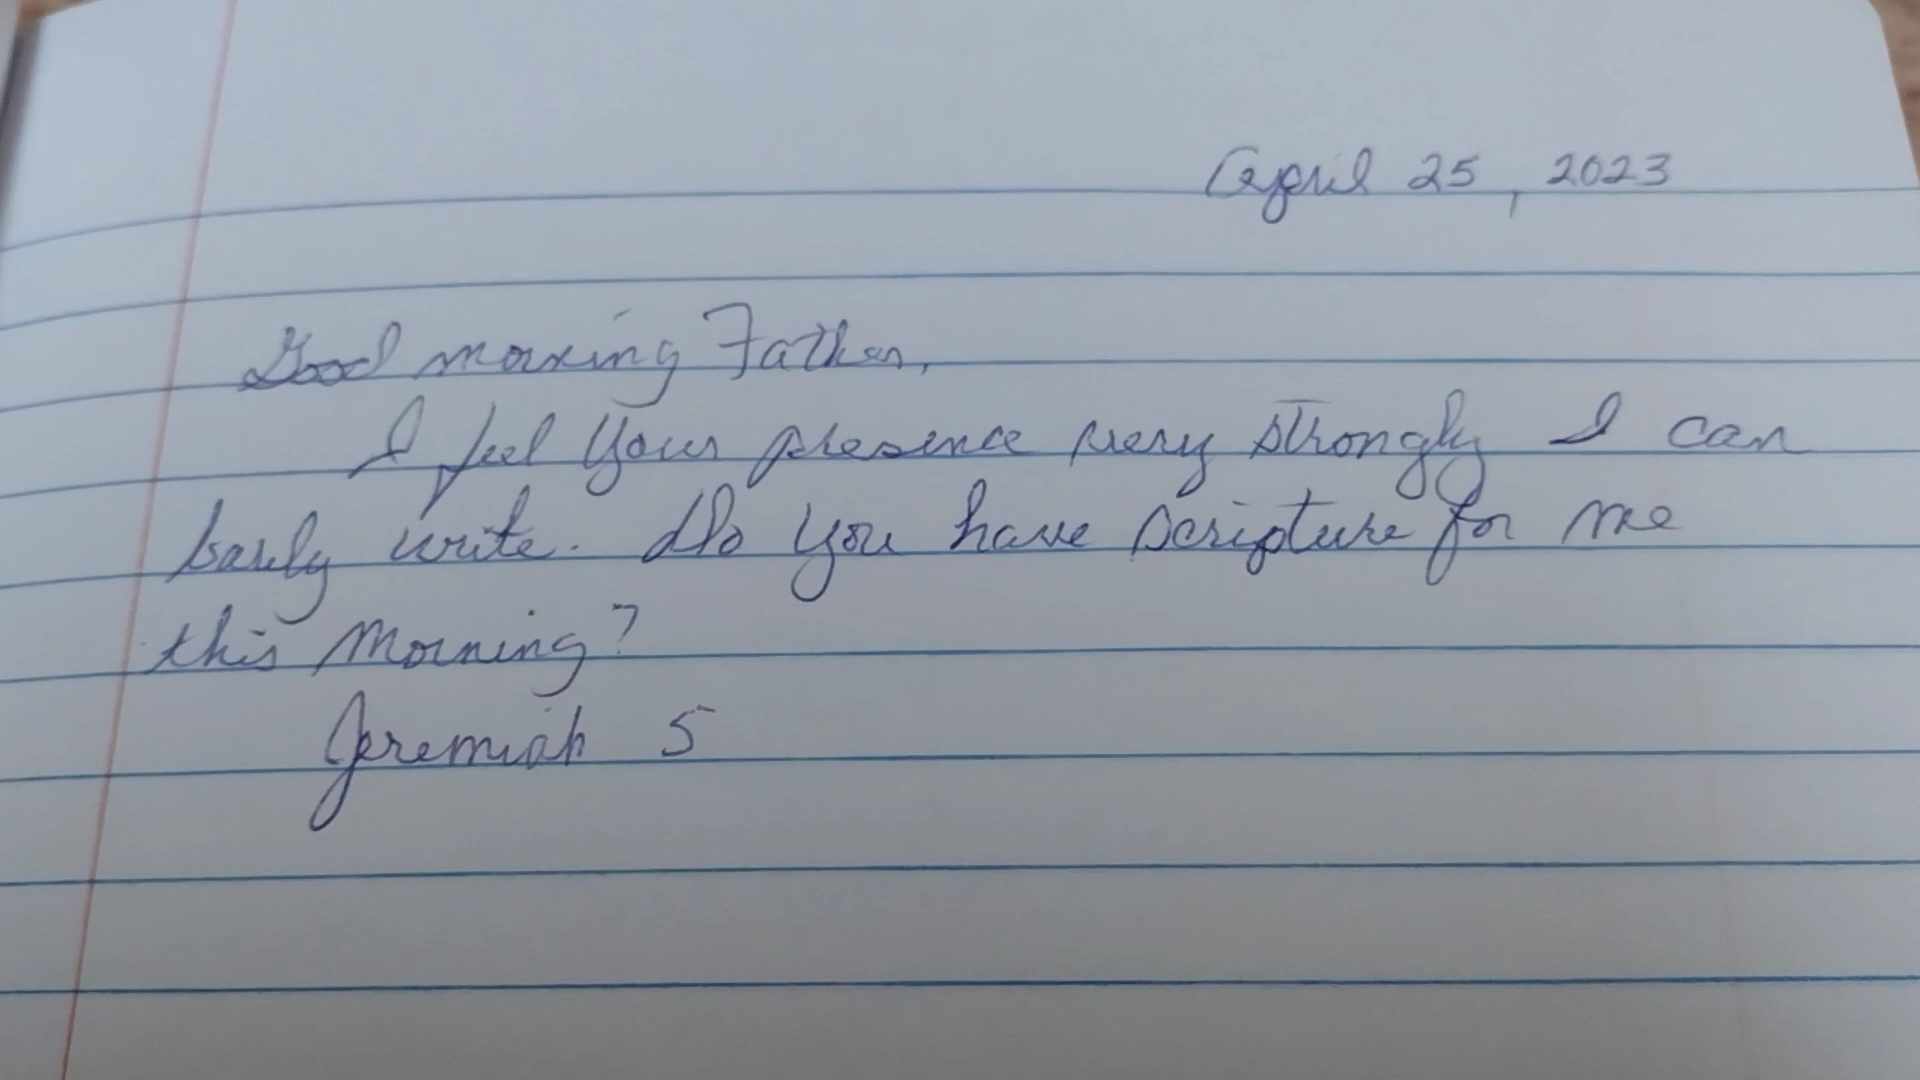 April 25, 2023
Good morning Father,
I feel Your presence very strongly I can
barely write. Do You have scripture for me
this morning?
Jeremiah 5